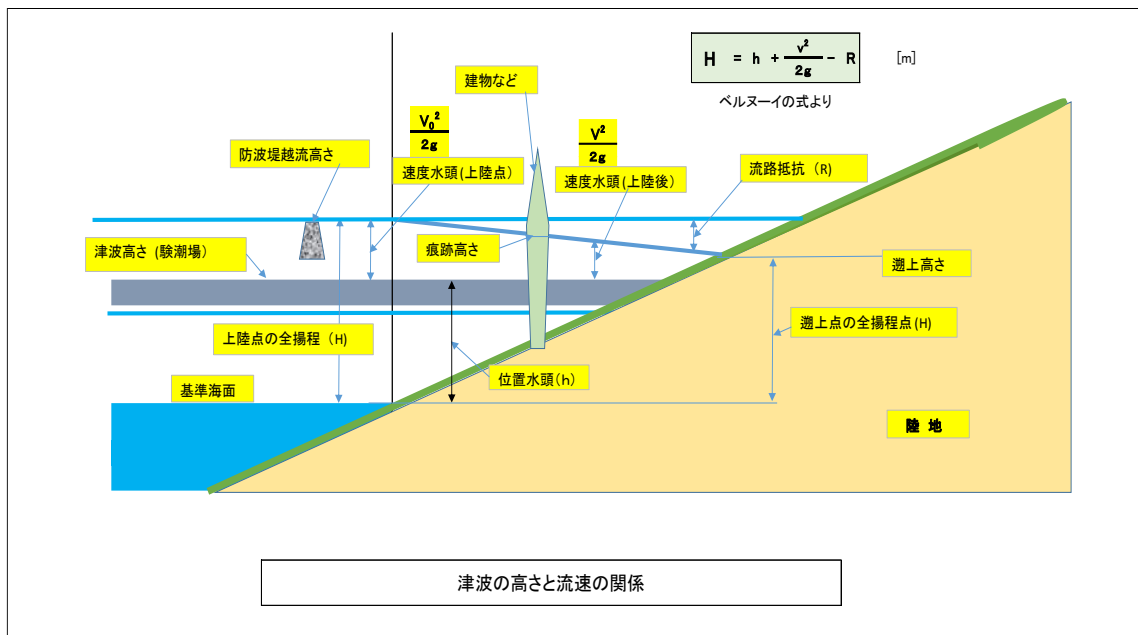 H = h + v²/2g − R [m]
ベルヌーイの式より
建物など
V₀²/2g
V²/2g
防波堤越流高さ
速度水頭(上陸点)
速度水頭(上陸後)
流路抵抗 (R)
津波高さ (験潮場)
痕跡高さ
遡上高さ
上陸点の全揚程 (H)
遡上点の全揚程点(H)
位置水頭(h)
基準海面
陸 地
津波の高さと流速の関係